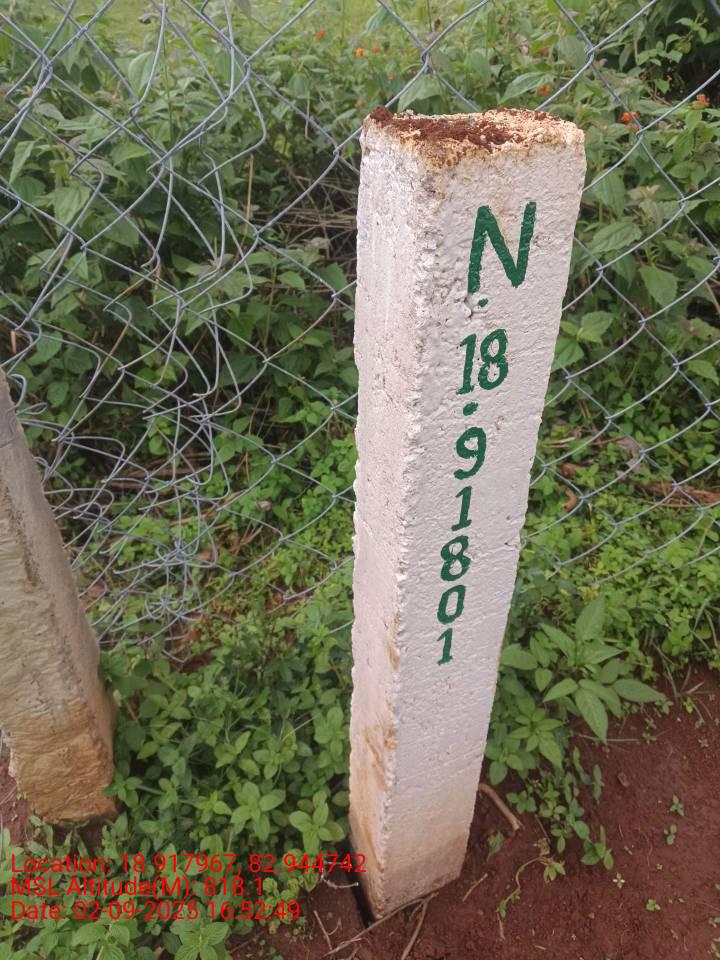 N.
18
.9
1
8
0
1
Location: 18.917967, 82.944742
MSL Altitude(M): 818.1
Date: 02-09-2025 16:52:49